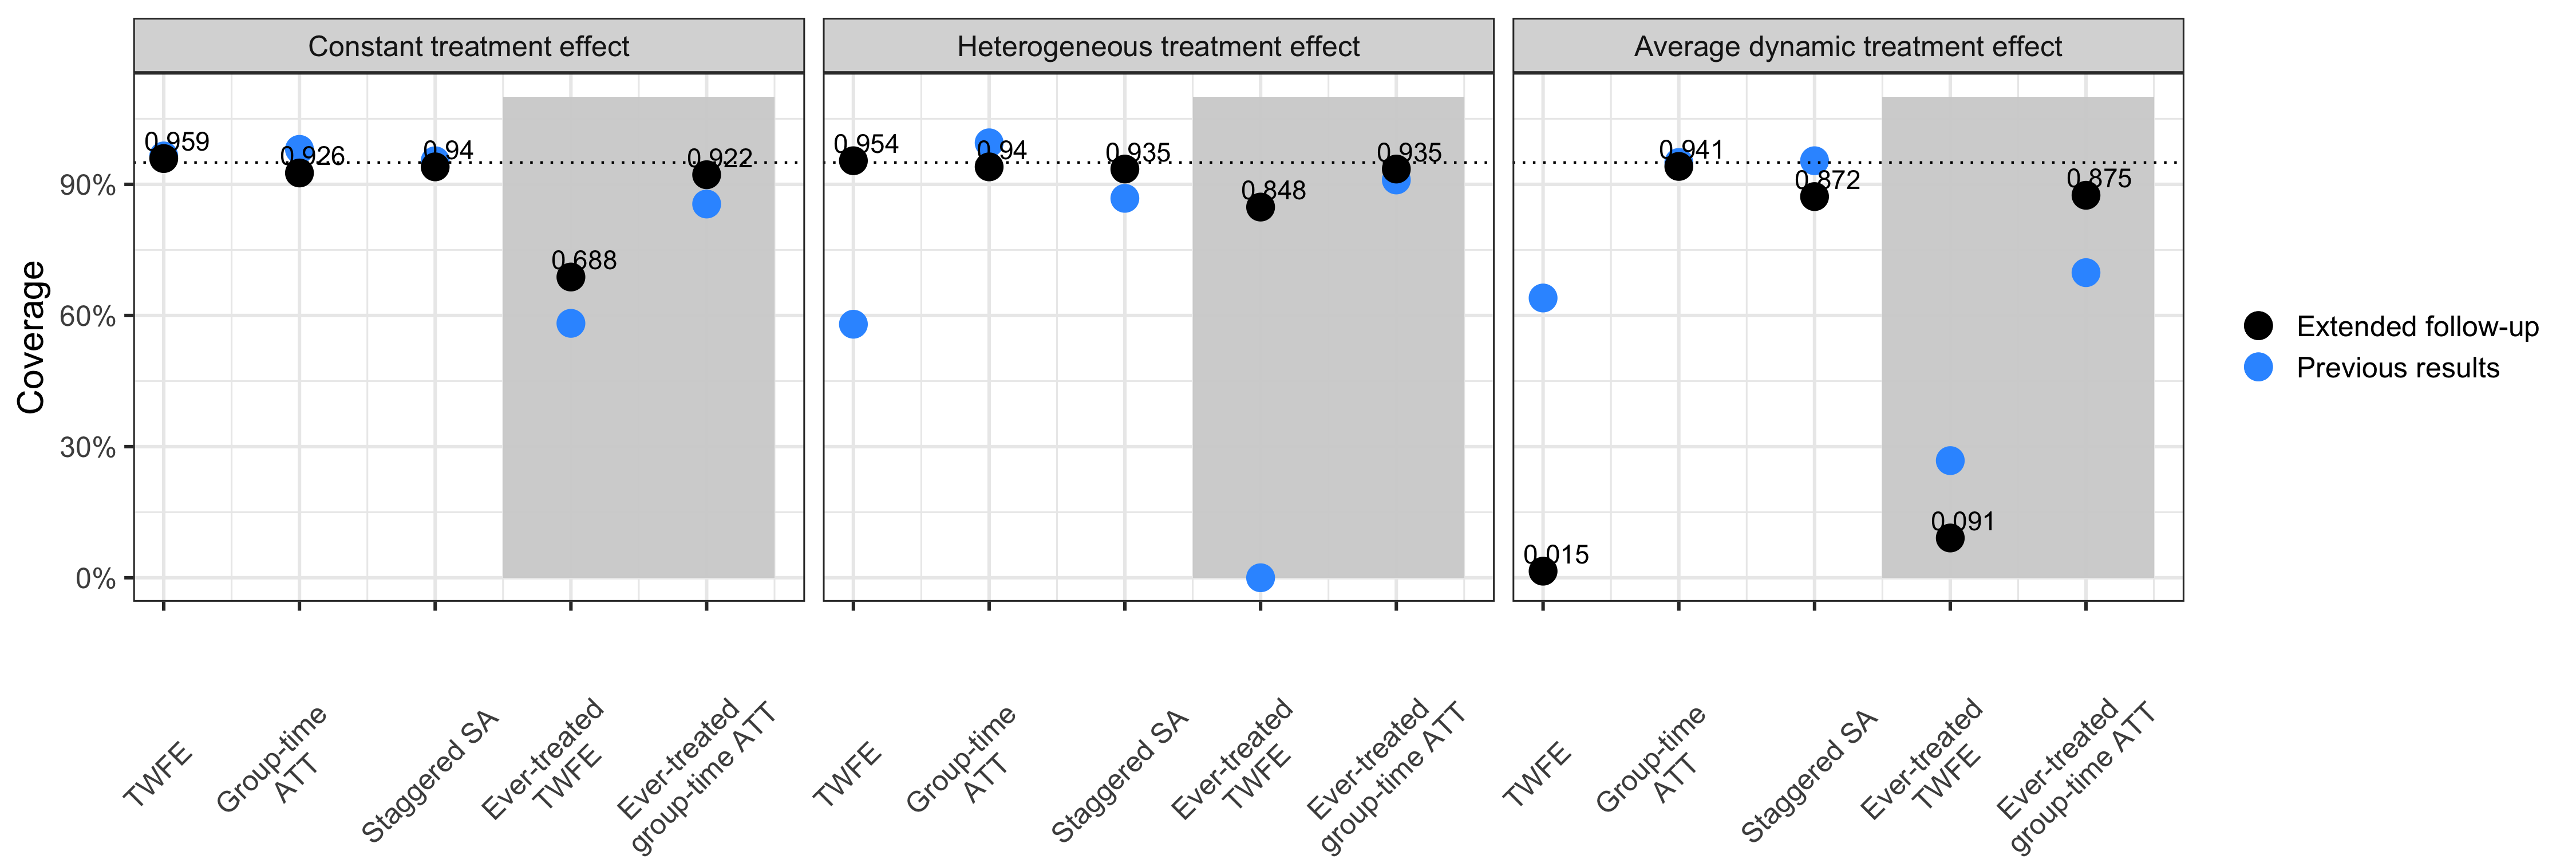 Constant treatment effect
Heterogeneous treatment effect
Average dynamic treatment effect
Coverage
90%
60%
30%
0%
0.959
0.926
0.94
0.688
0.922
0.954
0.94
0.935
0.848
0.935
0.015
0.941
0.872
0.091
0.875
TWFE
Group-time
ATT
Staggered SA
Ever-treated
TWFE
Ever-treated
group-time ATT
TWFE
Group-time
ATT
Staggered SA
Ever-treated
TWFE
Ever-treated
group-time ATT
TWFE
Group-time
ATT
Staggered SA
Ever-treated
TWFE
Ever-treated
group-time ATT
Extended follow-up
Previous results